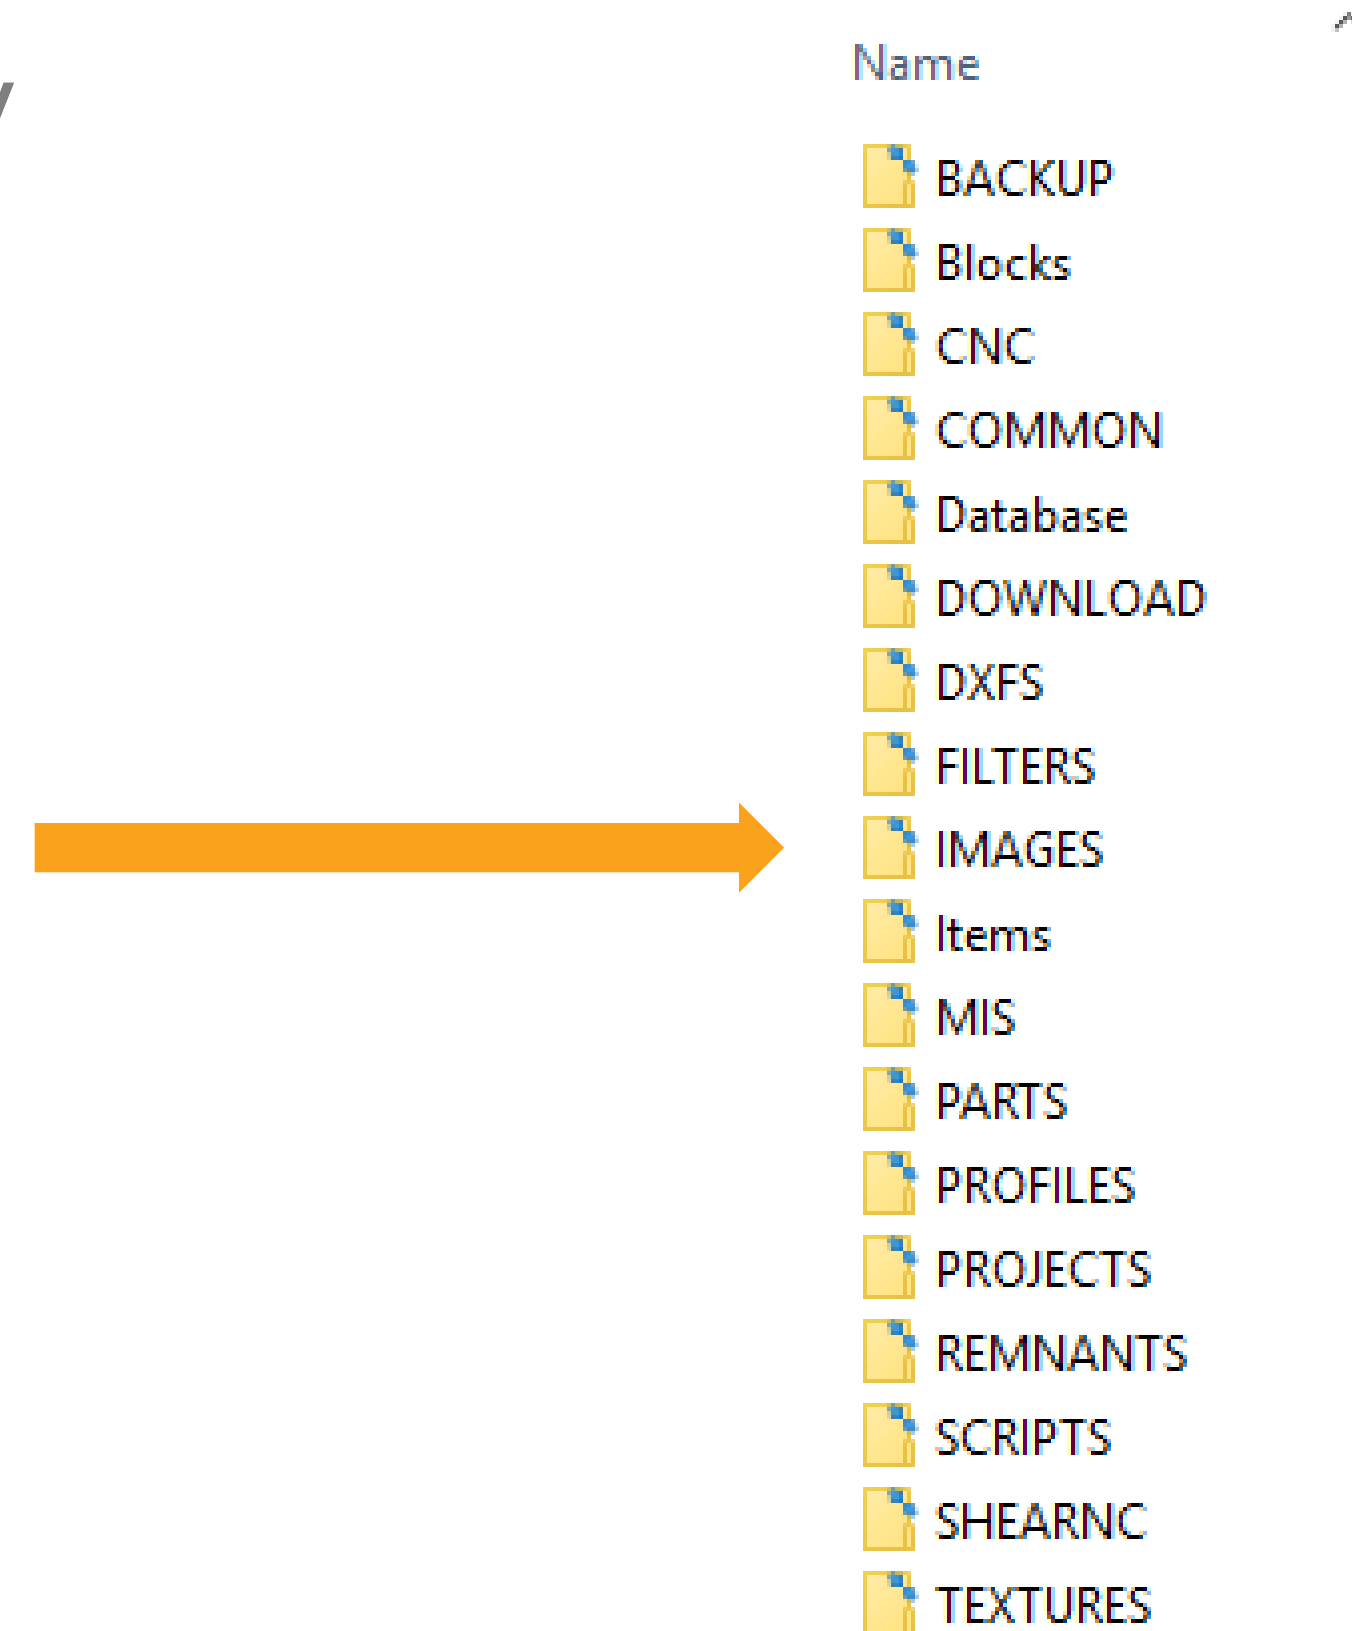 Name
BACKUP
Blocks
CNC
COMMON
Database
DOWNLOAD
DXFS
FILTERS
IMAGES
Items
MIS
PARTS
PROFILES
PROJECTS
REMNANTS
SCRIPTS
SHEARNC
TEXTURES